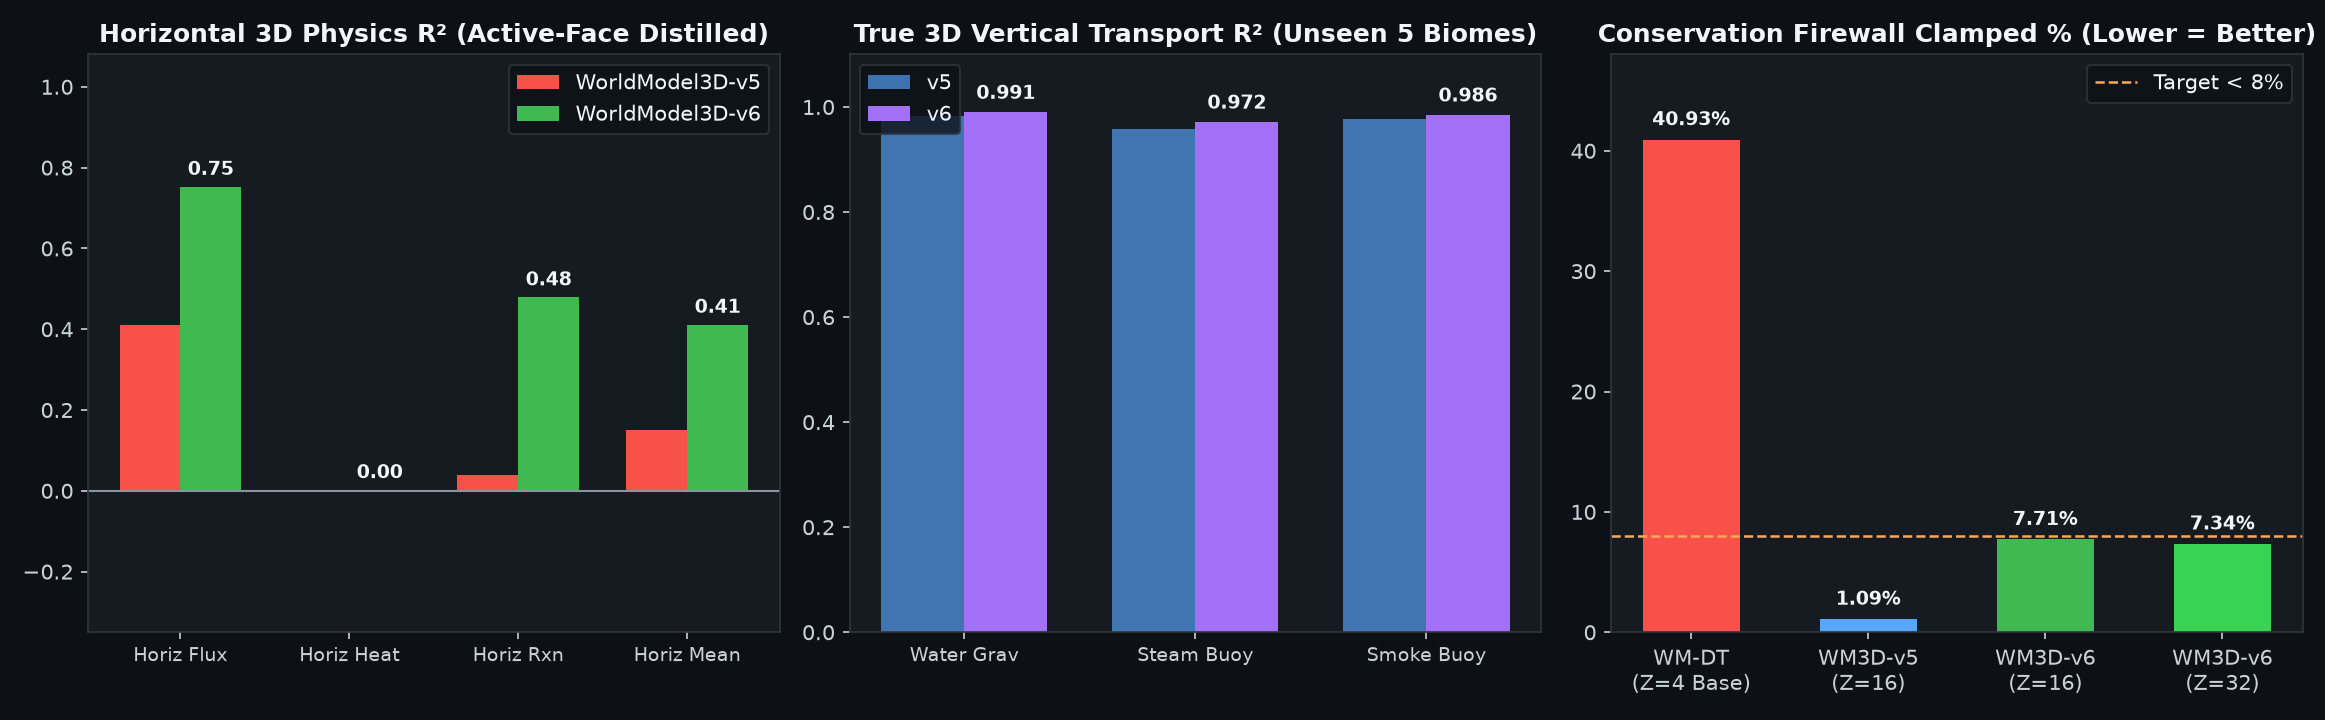 Horizontal 3D Physics R² (Active-Face Distilled)
1.0
0.8
0.6
0.4
0.2
0.0
−0.2
WorldModel3D-v5
WorldModel3D-v6
0.75
0.00
0.48
0.41
Horiz Flux
Horiz Heat
Horiz Rxn
Horiz Mean
True 3D Vertical Transport R² (Unseen 5 Biomes)
1.0
0.8
0.6
0.4
0.2
0.0
v5
v6
0.991
0.972
0.986
Water Grav
Steam Buoy
Smoke Buoy
Conservation Firewall Clamped % (Lower = Better)
40
30
20
10
0
Target < 8%
40.93%
1.09%
7.71%
7.34%
WM-DT
(Z=4 Base)
WM3D-v5
(Z=16)
WM3D-v6
(Z=16)
WM3D-v6
(Z=32)